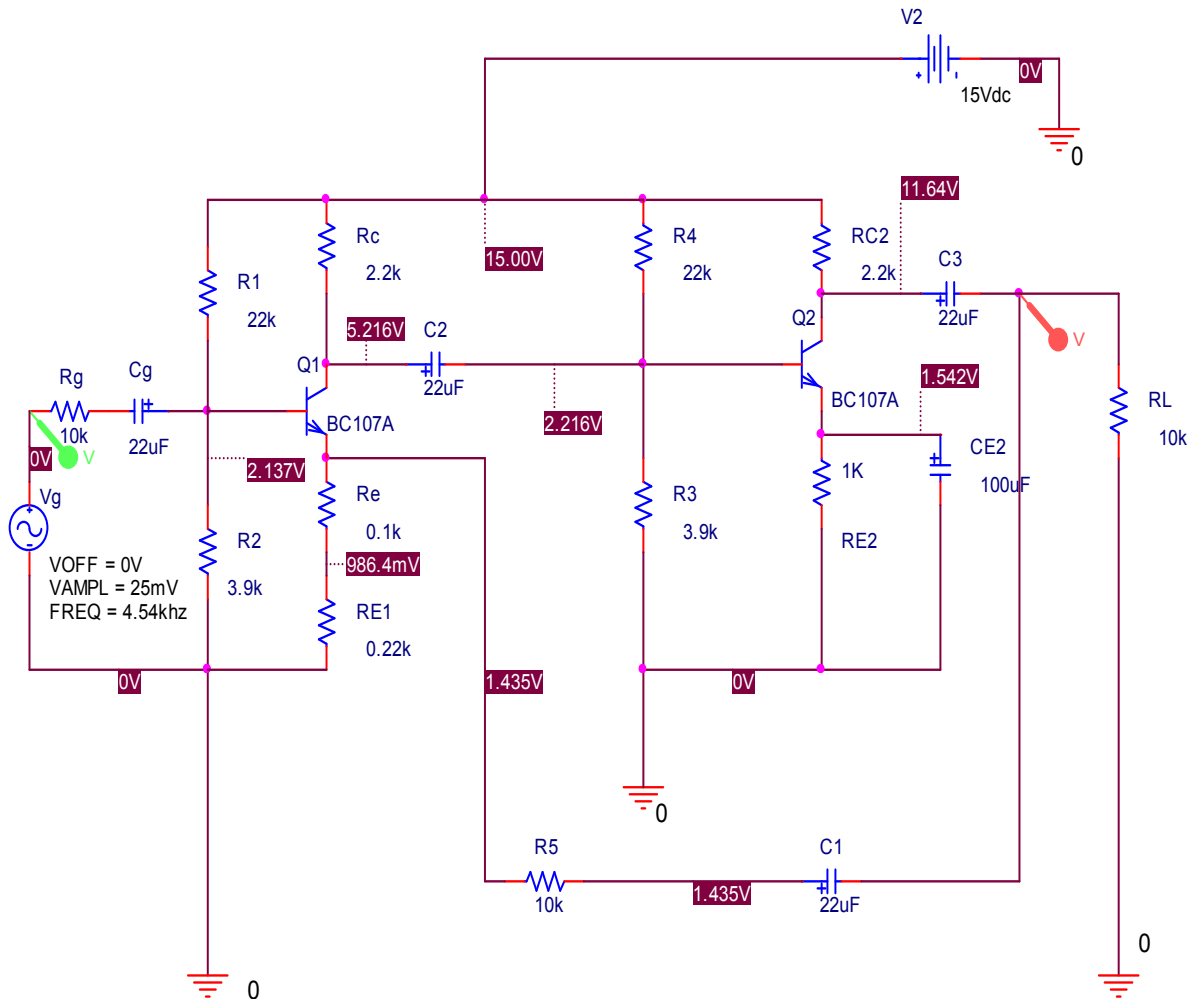 V2
0V
15Vdc
0
11.64V
Rc
2.2k
R4
22k
RC2
2.2k
15.00V
C3
22uF
R1
22k
5.216V
C2
22uF
Q1
Q2
V
1.542V
Rg
10k
Cg
22uF
BC107A
BC107A
RL
10k
2.216V
0V
V
2.137V
Vg
Re
0.1k
R3
3.9k
1K
RE2
CE2
100uF
R2
3.9k
986.4mV
VOFF = 0V
VAMPL = 25mV
FREQ = 4.54khz
RE1
0.22k
0V
1.435V
0V
0
R5
10k
1.435V
C1
22uF
0
0